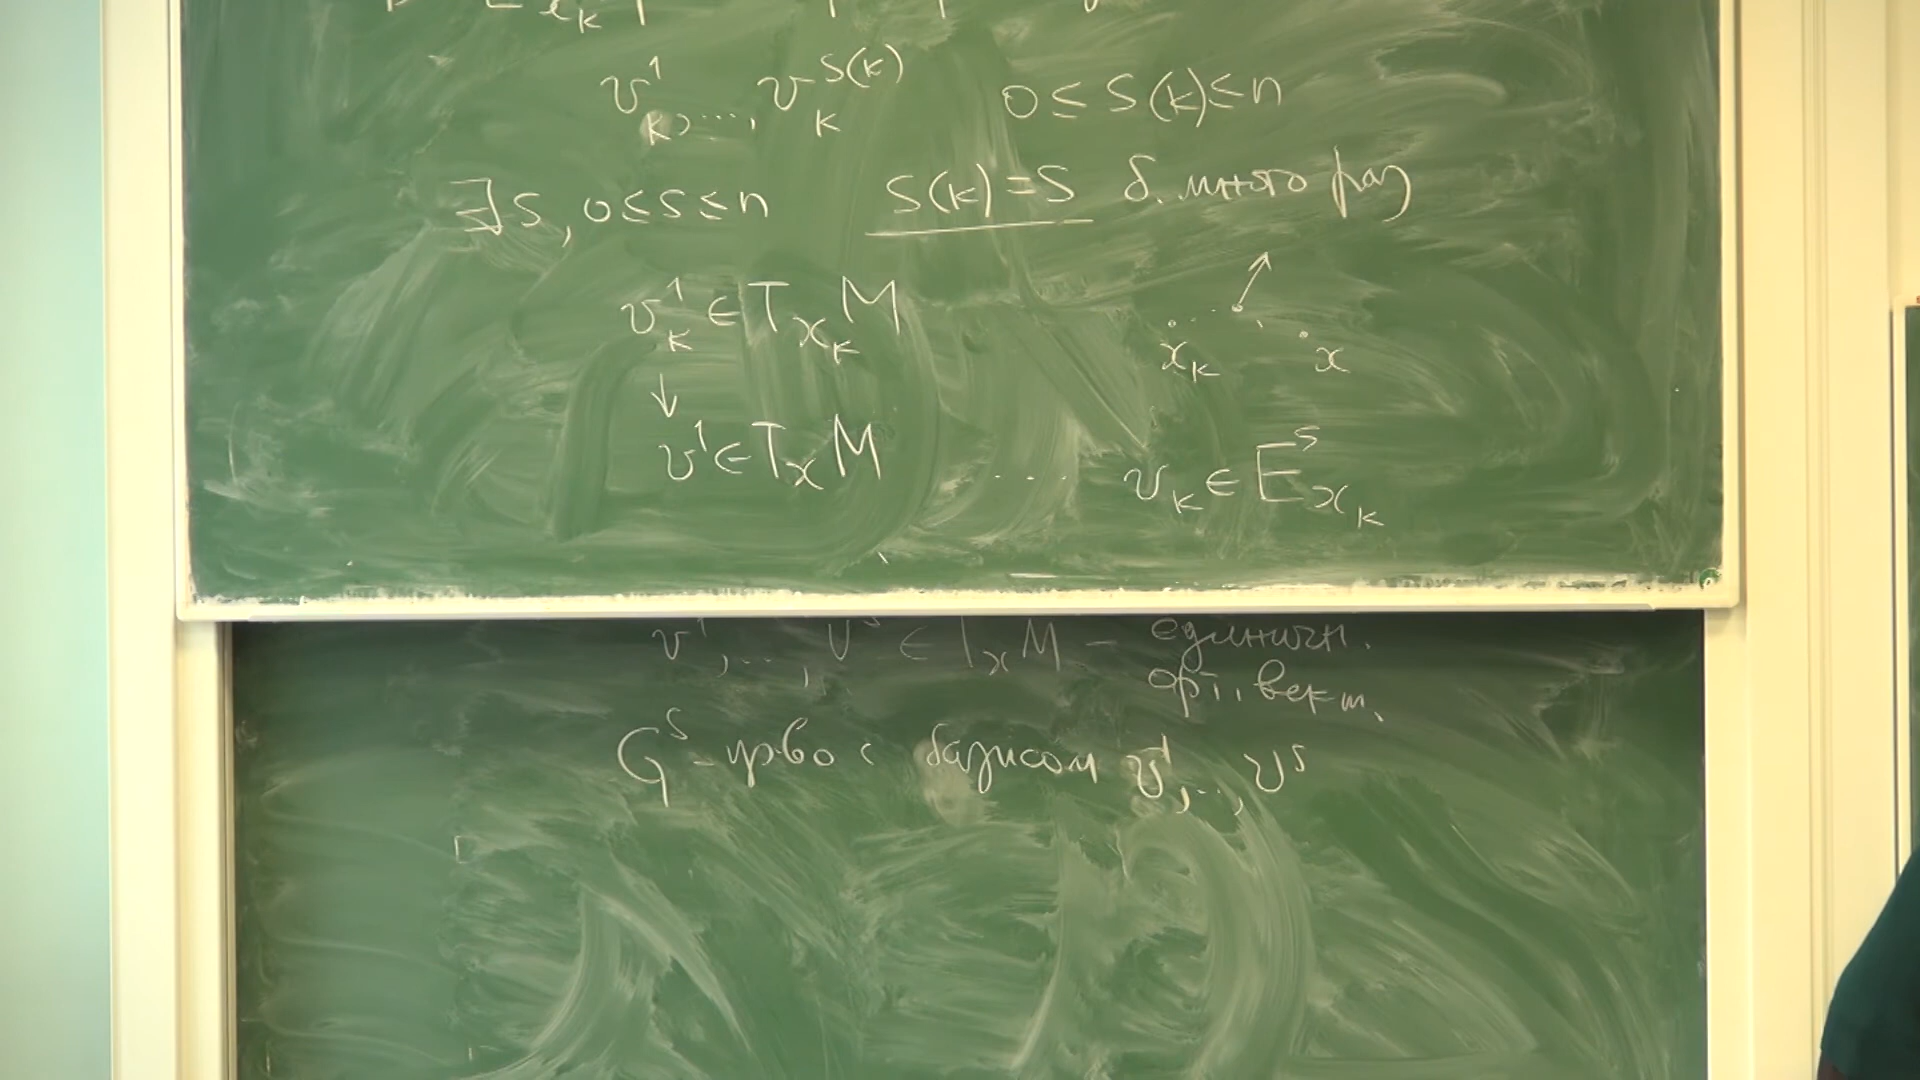 x_k
v_k^1, ..., v_k^{S(k)} 0 ≤ S(k) ≤ n
∃ s, 0 ≤ s ≤ n S(k) = S б. много раз
v_k^1 ∈ T_{x_k} M x_k x
↓
v^1 ∈ T_x M .... v_k ∈ E^s_{x_k}
v^1, ..., v^s ∈ T_x M – единичн.
орт. вект.
G^s - пр-во с базисом v^1, .., v^s